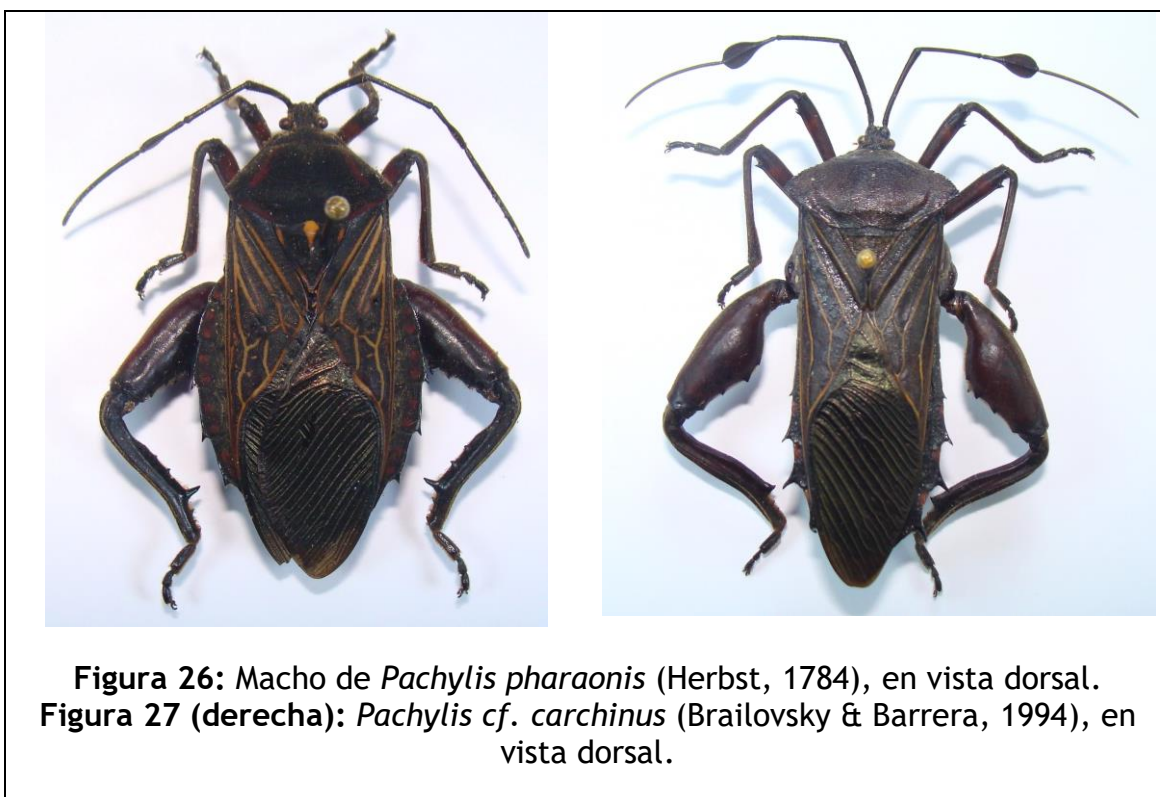 Figura 26: Macho de Pachylis pharaonis (Herbst, 1784), en vista dorsal.
Figura 27 (derecha): Pachylis cf. carchinus (Brailovsky & Barrera, 1994), en
vista dorsal.